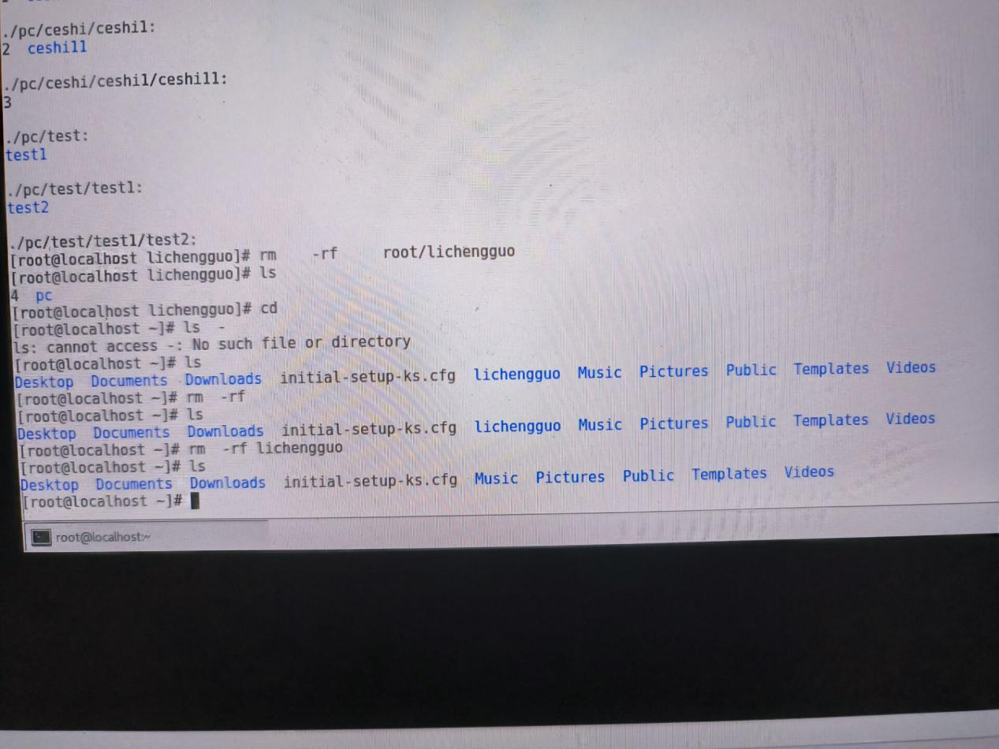 ./pc/ceshi/ceshi1:
2 ceshi11
./pc/ceshi/ceshi1/ceshi11:
3
./pc/test:
test1
./pc/test/test1:
test2
./pc/test/test1/test2:
[root@localhost lichengguo]# rm -rf root/lichengguo
[root@localhost lichengguo]# ls
4 pc
[root@localhost lichengguo]# cd
[root@localhost ~]# ls -
ls: cannot access -: No such file or directory
[root@localhost ~]# ls
Desktop Documents Downloads initial-setup-ks.cfg lichengguo Music Pictures Public Templates Videos
[root@localhost ~]# rm -rf
[root@localhost ~]# ls
Desktop Documents Downloads initial-setup-ks.cfg lichengguo Music Pictures Public Templates Videos
[root@localhost ~]# rm -rf lichengguo
[root@localhost ~]# ls
Desktop Documents Downloads initial-setup-ks.cfg Music Pictures Public Templates Videos
[root@localhost ~]#
root@localhost:~